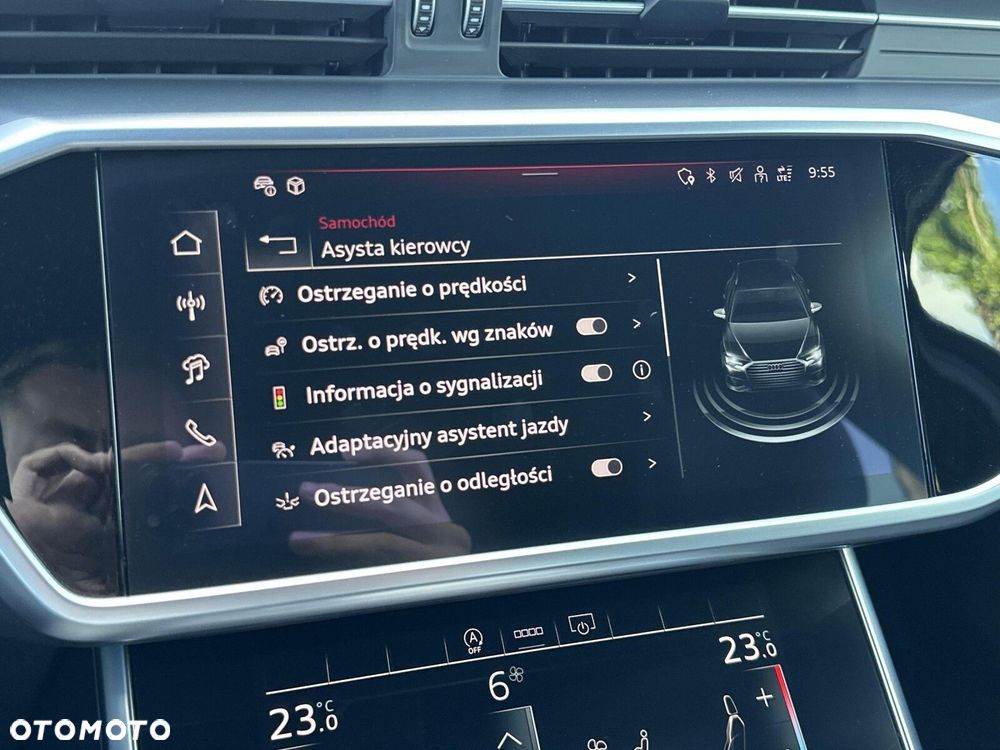 LTE
9:55
Samochód
Asysta kierowcy
Ostrzeganie o prędkości
Ostrz. o prędk. wg znaków
Informacja o sygnalizacji
Adaptacyjny asystent jazdy
Ostrzeganie o odległości
A
OFF
23.0 °C
6
23.0 °C
+
OTOMOTO